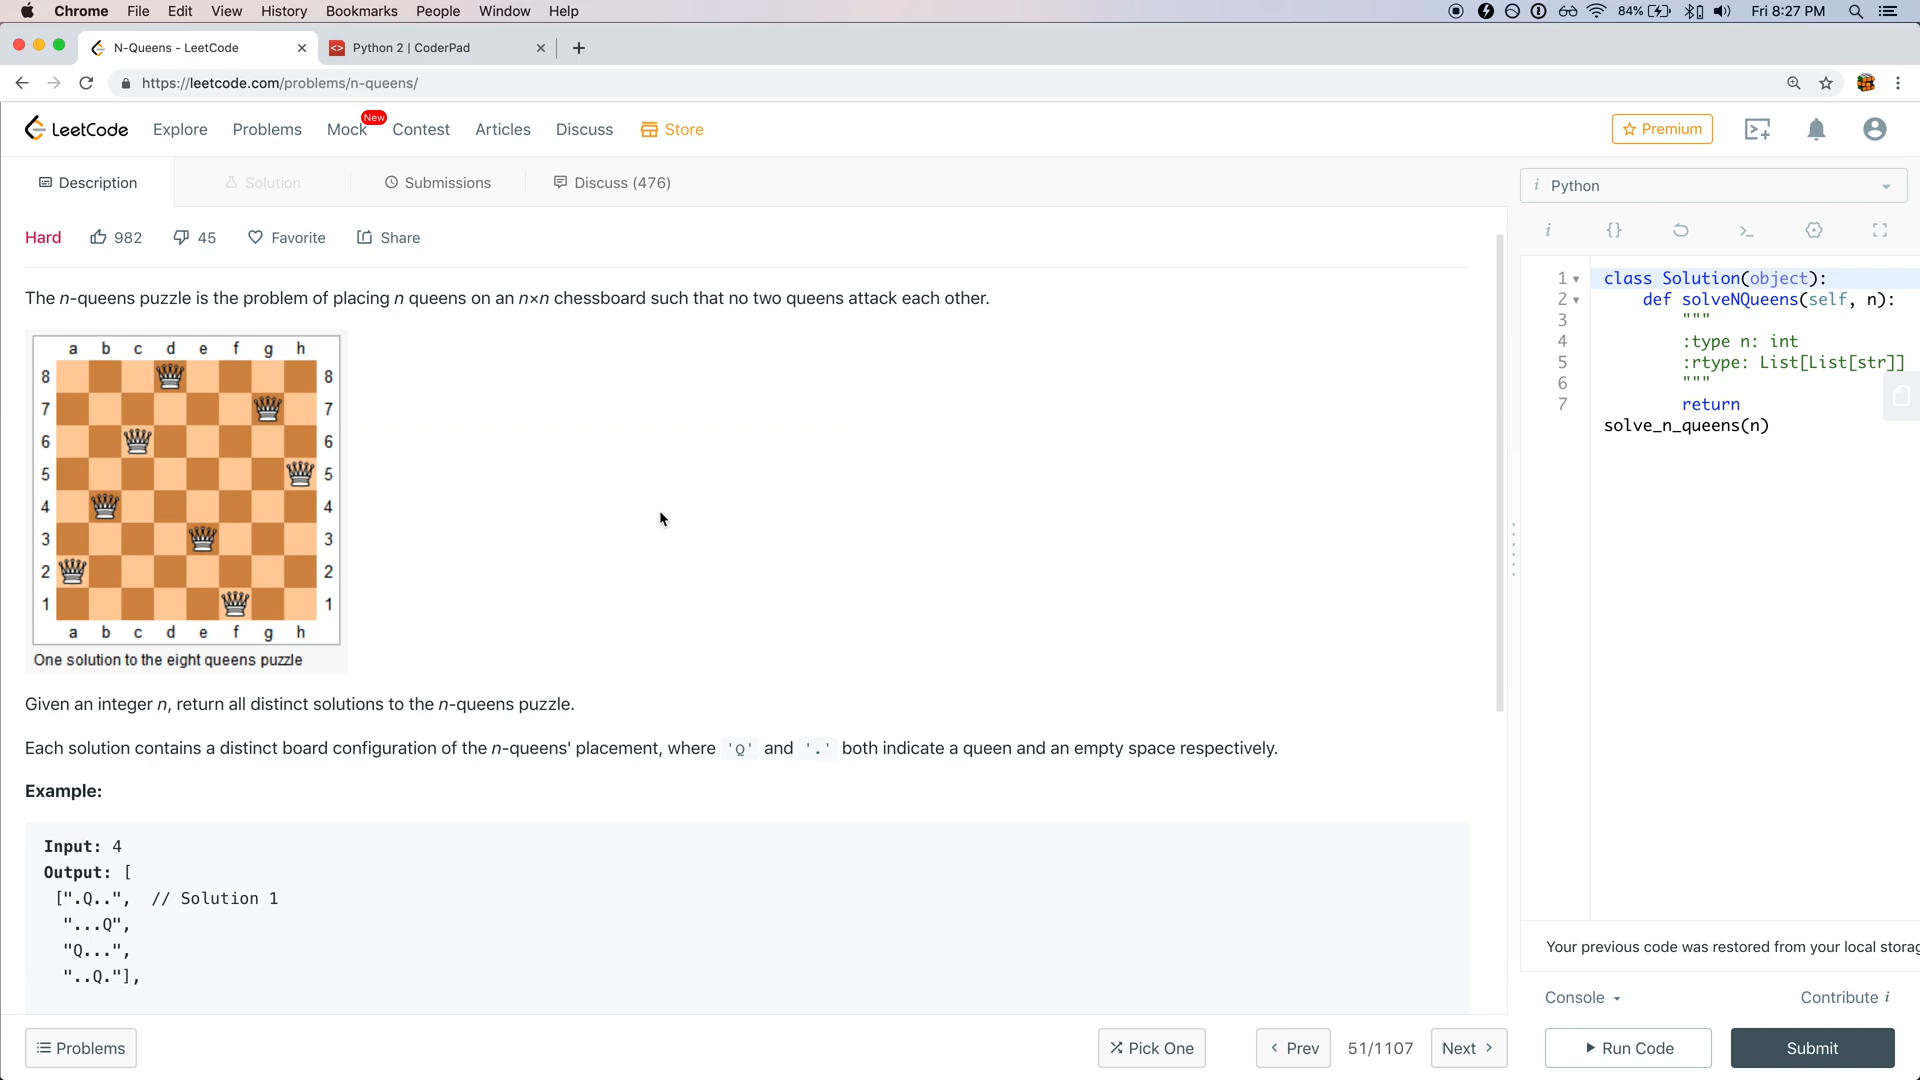 Chrome File Edit View History Bookmarks People Window Help 84% Fri 8:27 PM
N-Queens - LeetCode Python 2 | CoderPad
https://leetcode.com/problems/n-queens/
LeetCode Explore Problems Mock New Contest Articles Discuss Store Premium
Description Solution Submissions Discuss (476)
Python
Hard 982 45 Favorite Share
The n-queens puzzle is the problem of placing n queens on an n×n chessboard such that no two queens attack each other.
a b c d e f g h
8 8
7 7
6 6
5 5
4 4
3 3
2 2
1 1
a b c d e f g h
One solution to the eight queens puzzle
Given an integer n, return all distinct solutions to the n-queens puzzle.
Each solution contains a distinct board configuration of the n-queens' placement, where 'Q' and '.' both indicate a queen and an empty space respectively.
Example:
Input: 4
Output: [
[".Q..", // Solution 1
"...Q",
"Q...",
"..Q."],
1 class Solution(object):
2 def solveNQueens(self, n):
3 """
4 :type n: int
5 :rtype: List[List[str]]
6 """
7 return
solve_n_queens(n)
Your previous code was restored from your local storag
Console Contribute i
Problems Pick One Prev 51/1107 Next Run Code Submit